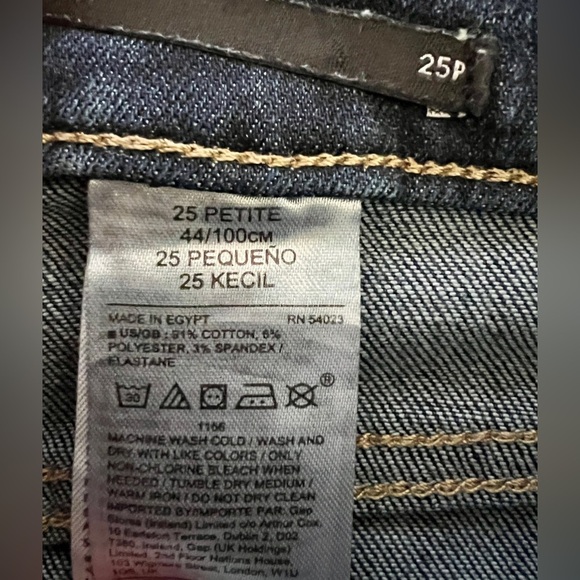 25P
25 PETITE
44/100CM
25 PEQUEÑO
25 KECIL
MADE IN EGYPT RN 54023
US/GB : 91% COTTON, 6%
POLYESTER, 3% SPANDEX /
ELASTANE
30
®
1156
MACHINE WASH COLD / WASH AND
DRY WITH LIKE COLORS / ONLY
NON-CHLORINE BLEACH WHEN
NEEDED / TUMBLE DRY MEDIUM /
WARM IRON / DO NOT DRY CLEAN
IMPORTED BY/IMPORTE PAR: Gap
Stores (Ireland) Limited c/o Arthur Cox,
10 Earlsfort Terrace, Dublin 2, D02
T380, Ireland, Gap (UK Holdings)
Limited, 2nd Floor Nations House,
103 Wigmore Street, London, W1U